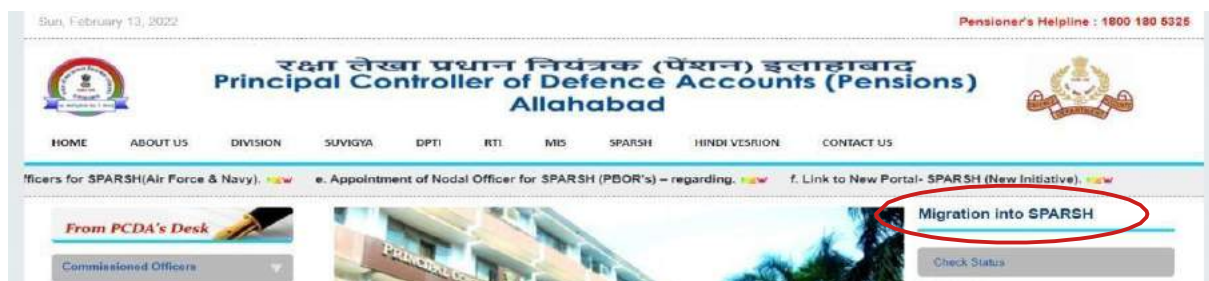 Sun, February 13, 2022
Pensioner's Helpline : 1800 180 5325
रक्षा लेखा प्रधान नियंत्रक (पेंशन) इलाहाबाद
Principal Controller of Defence Accounts (Pensions)
Allahabad
HOME ABOUT US DIVISION SUVIGYA DPTI RTI MIS SPARSH HINDI VESRION CONTACT US
fficers for SPARSH(Air Force & Navy). e. Appointment of Nodal Officer for SPARSH (PBOR's) – regarding. f. Link to New Portal- SPARSH (New Initiative).
From PCDA's Desk
Migration into SPARSH
Commissioned Officers
Check Status